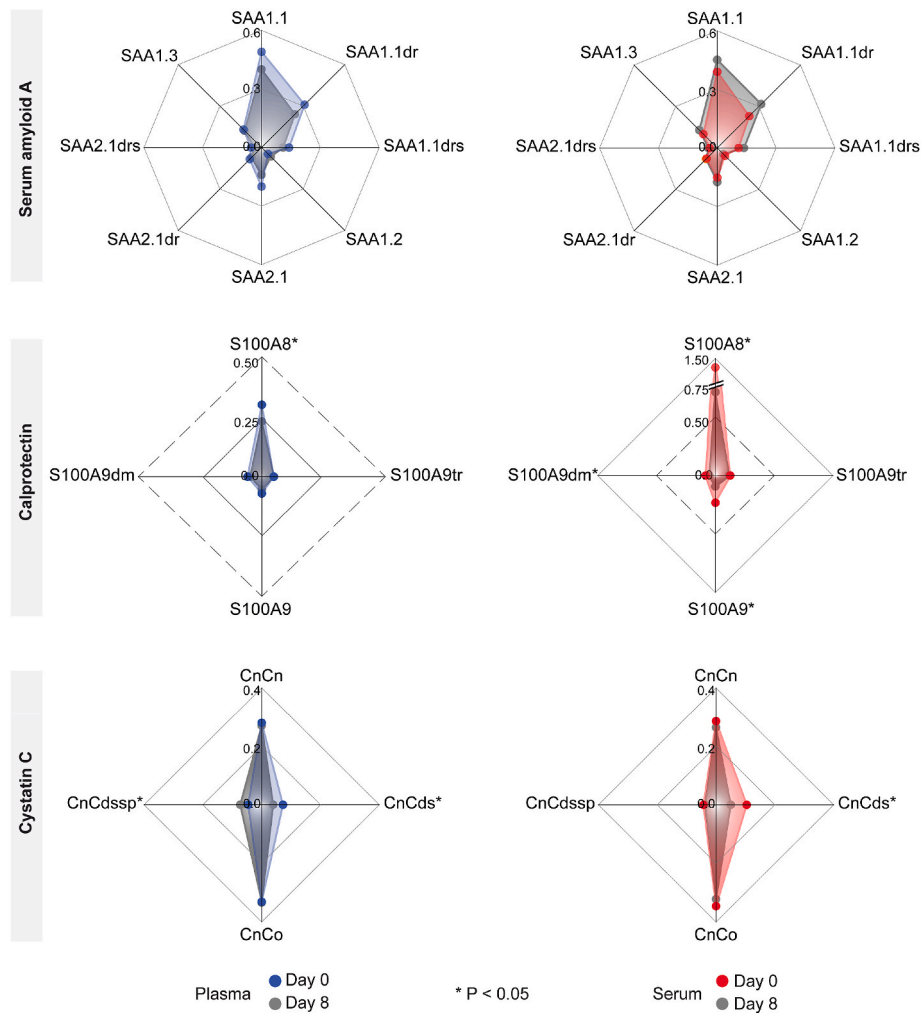 Serum amyloid A
SAA1.1
0.6
SAA1.3
SAA1.1dr
0.3
SAA2.1drs
0.0
SAA1.1drs
SAA2.1dr
SAA1.2
SAA2.1
SAA1.1
0.6
SAA1.3
SAA1.1dr
0.3
SAA2.1drs
0.0
SAA1.1drs
SAA2.1dr
SAA1.2
SAA2.1
Calprotectin
S100A8*
0.50
0.25
S100A9dm
0.0
S100A9tr
S100A9
S100A8*
1.50
0.75
0.50
S100A9dm*
0.0
S100A9tr
S100A9*
Cystatin C
CnCn
0.4
0.2
CnCdssp*
0.0
CnCds*
CnCo
CnCn
0.4
0.2
CnCdssp
0.0
CnCds*
CnCo
Plasma
Day 0
Day 8
* P < 0.05
Serum
Day 0
Day 8